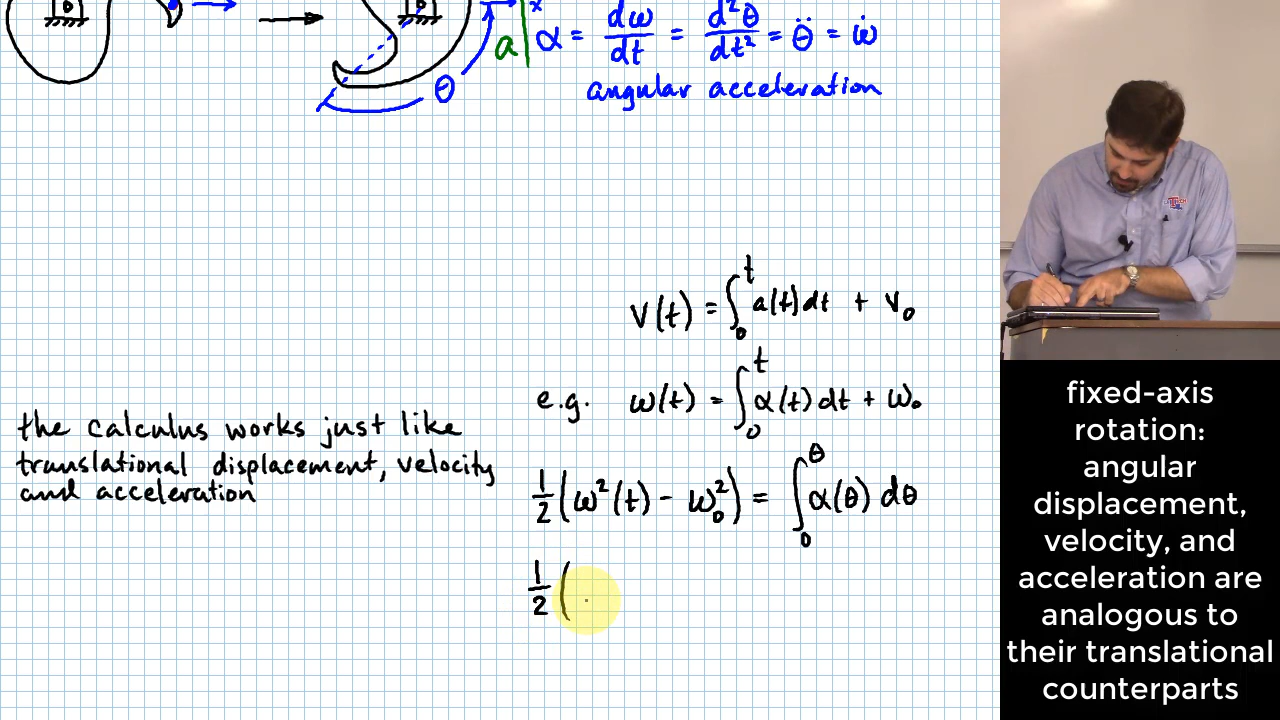 α = dω/dt = d²θ/dt² = θ̈ = ω̇
a
x
θ
angular acceleration
v(t) = ∫₀ᵗ a(t) dt + v₀
e.g. ω(t) = ∫₀ᵗ α(t) dt + ω₀
the calculus works just like
translational displacement, velocity
and acceleration
1/2 (ω²(t) - ω₀²) = ∫₀^θ α(θ) dθ
1/2 (
fixed-axis
rotation:
angular
displacement,
velocity, and
acceleration are
analogous to
their translational
counterparts